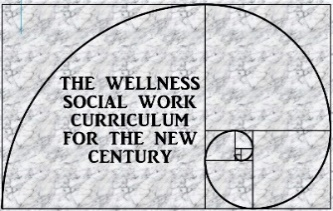 THE WELLNESS
SOCIAL WORK
CURRICULUM
FOR THE NEW
CENTURY